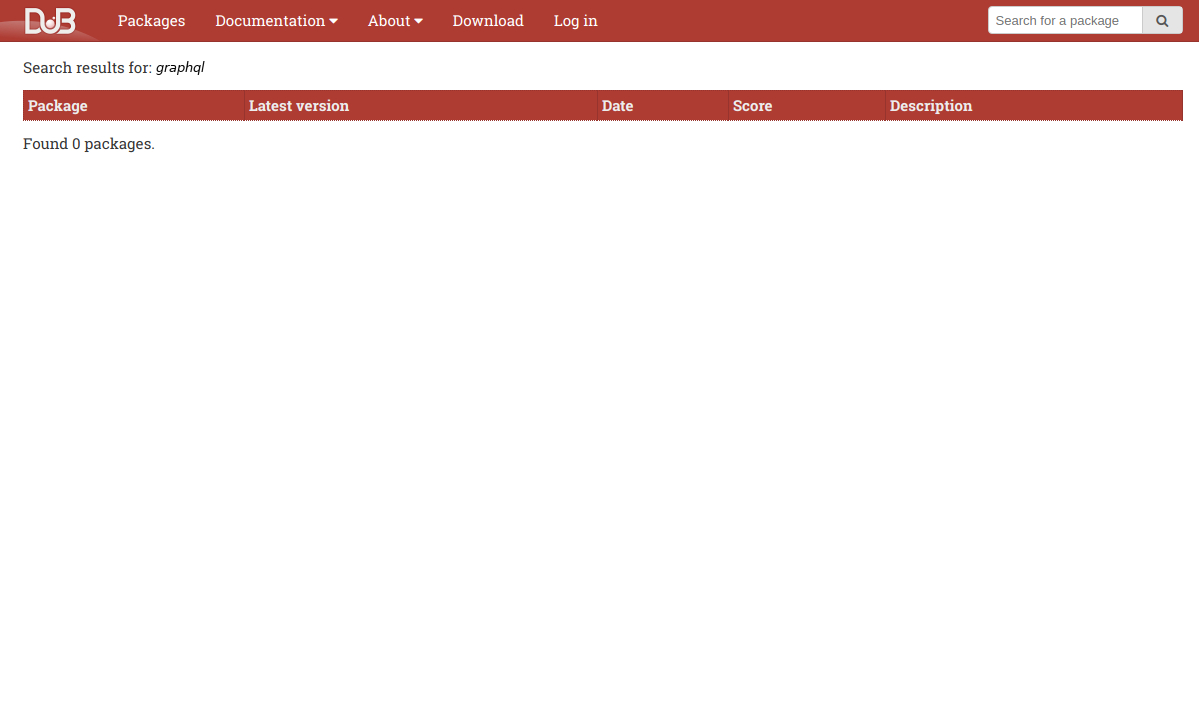 DUB Packages Documentation About Download Log in Search for a package
Search results for: graphql
Package Latest version Date Score Description
Found 0 packages.